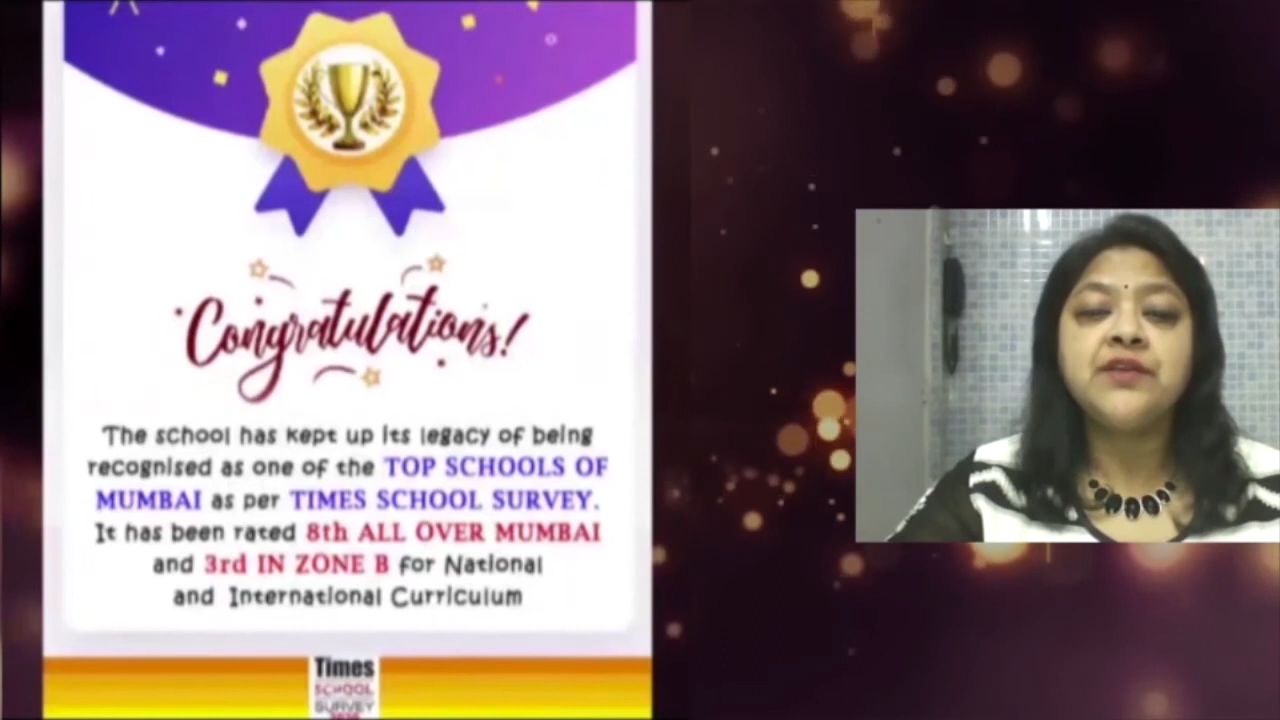 Congratulations!
The school has kept up its legacy of being
recognised as one of the TOP SCHOOLS OF
MUMBAI as per TIMES SCHOOL SURVEY.
It has been rated 8th ALL OVER MUMBAI
and 3rd IN ZONE B for National
and International Curriculum
Times
SCHOOL
SURVEY